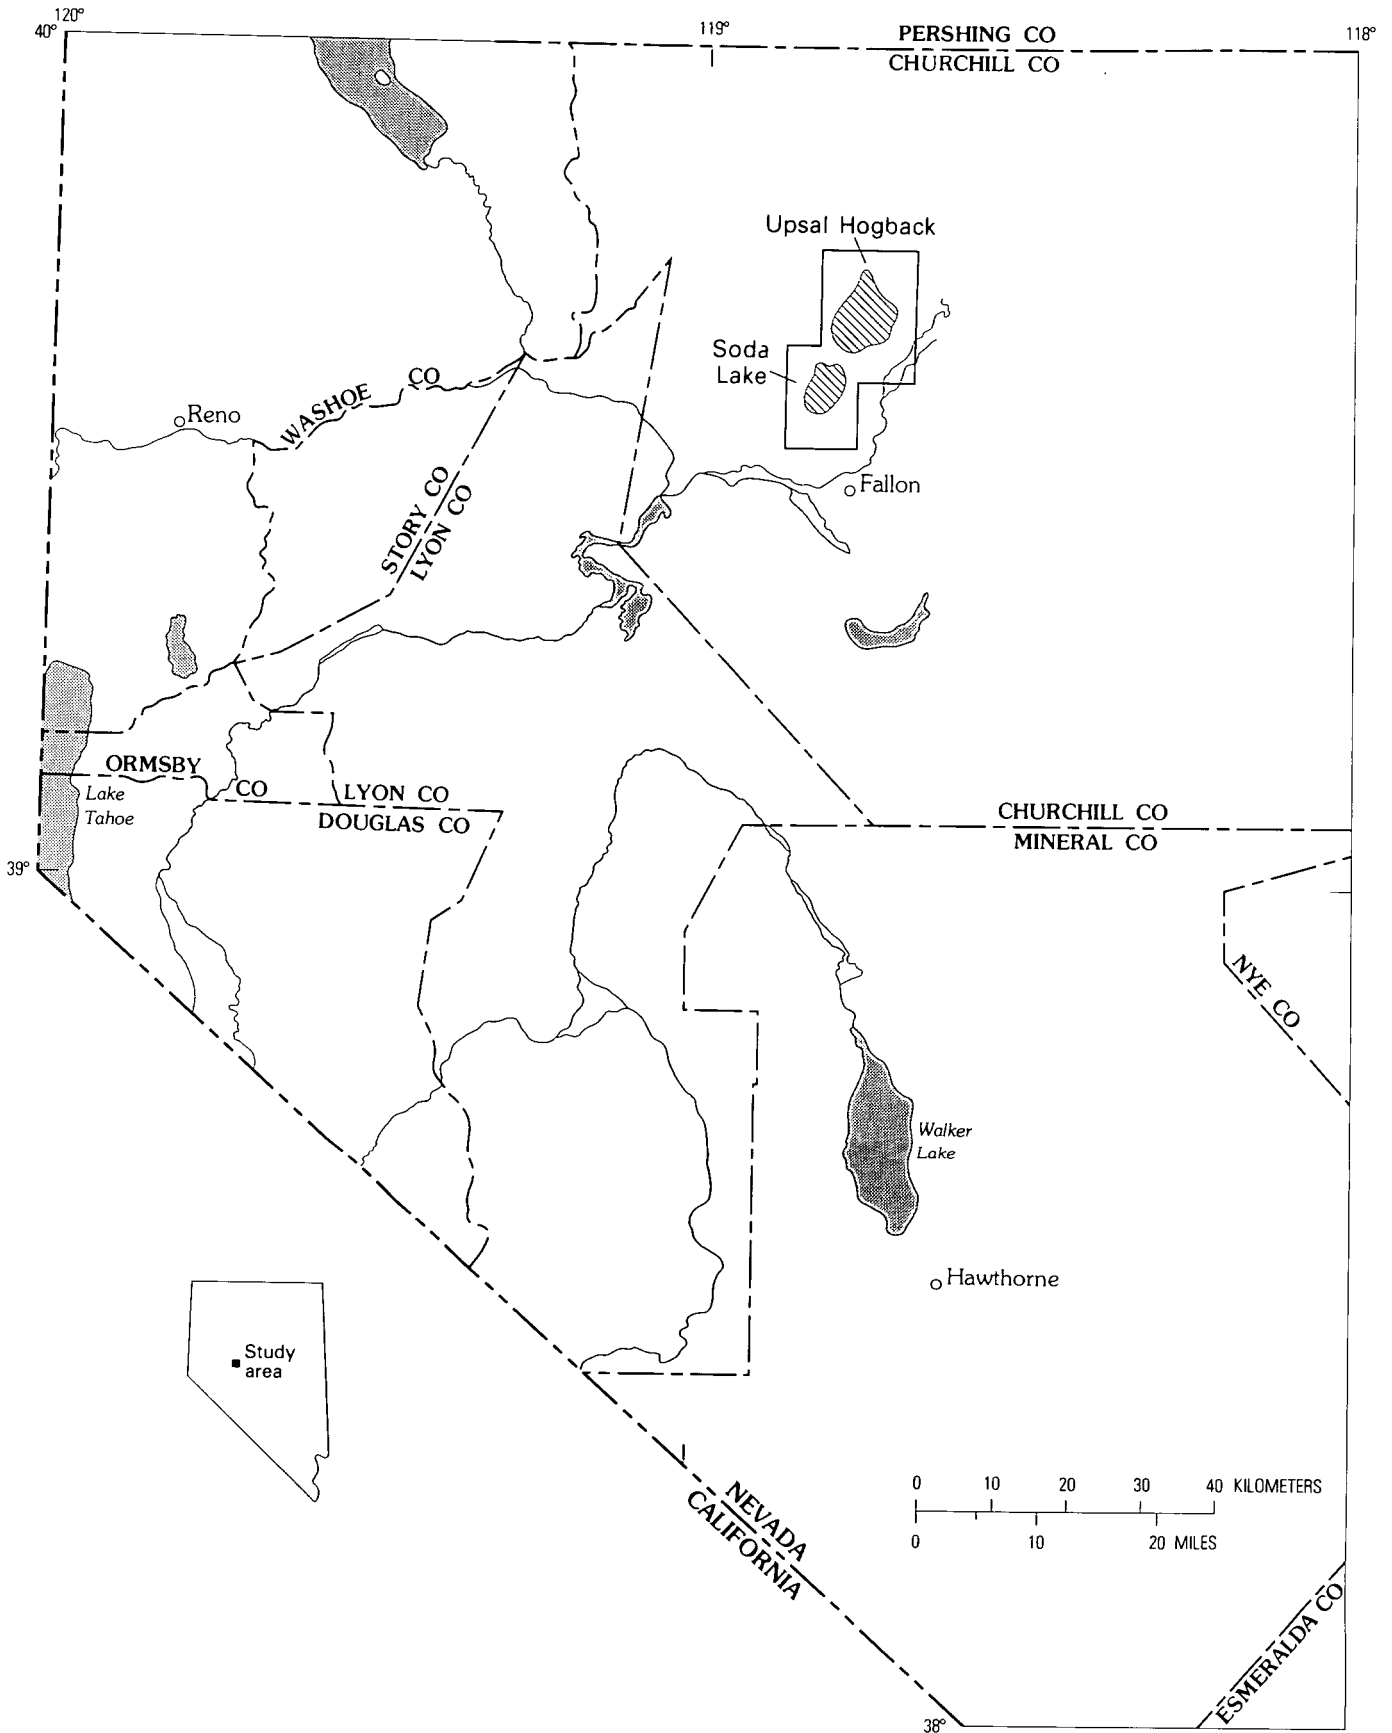 120°
119°
118°
40°
PERSHING CO
CHURCHILL CO
Upsal Hogback
Soda
Lake
WASHOE CO
Reno
STORY CO
LYON CO
Fallon
ORMSBY CO
Lake
Tahoe
LYON CO
DOUGLAS CO
CHURCHILL CO
MINERAL CO
39°
NYE CO
Walker
Lake
Hawthorne
Study
area
NEVADA
CALIFORNIA
0 10 20 30 40 KILOMETERS
0 10 20 MILES
ESMERALDA CO
38°